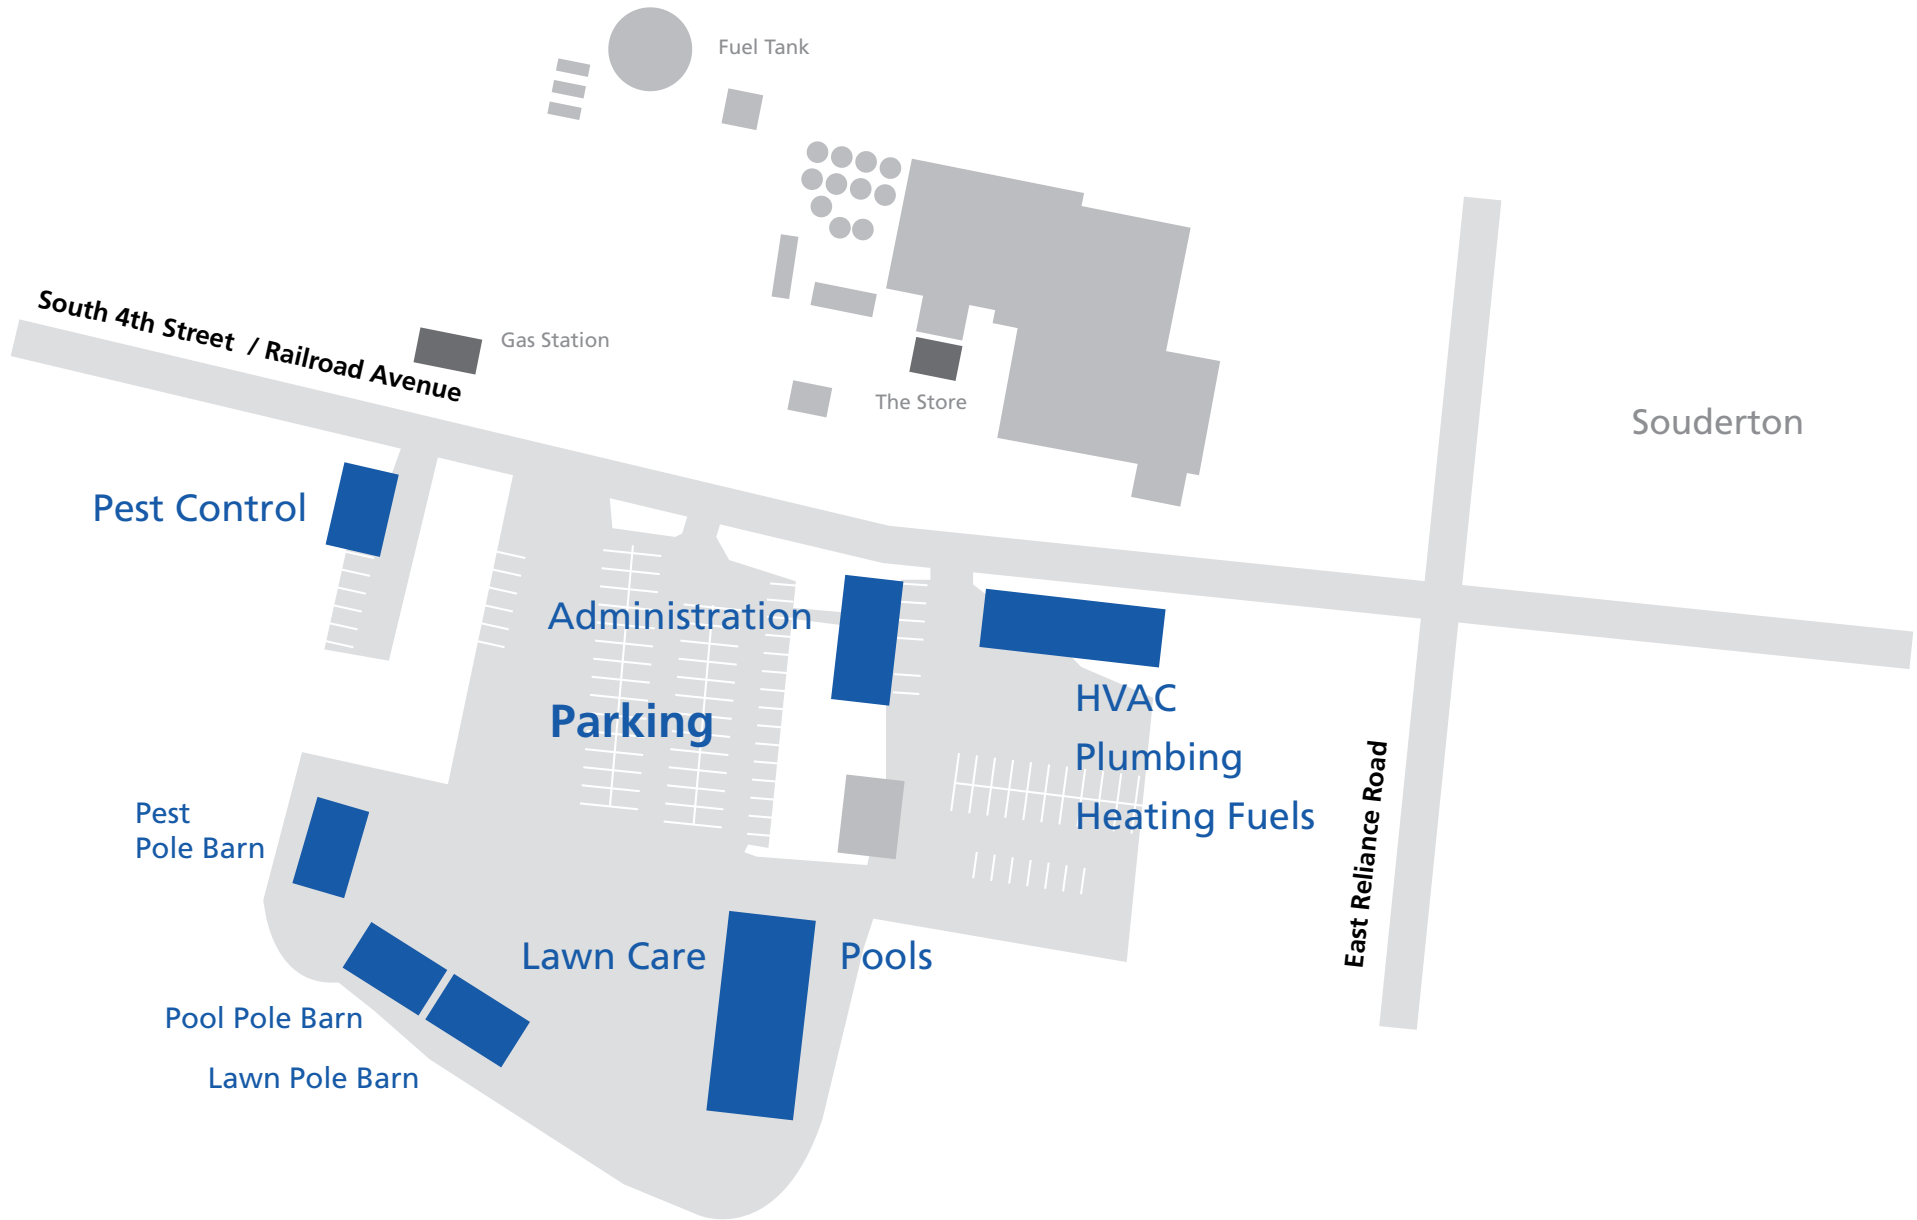 Fuel Tank
South 4th Street / Railroad Avenue
Gas Station
The Store
Souderton
Pest Control
Administration
Parking
HVAC
Plumbing
Heating Fuels
East Reliance Road
Pest
Pole Barn
Lawn Care
Pools
Pool Pole Barn
Lawn Pole Barn